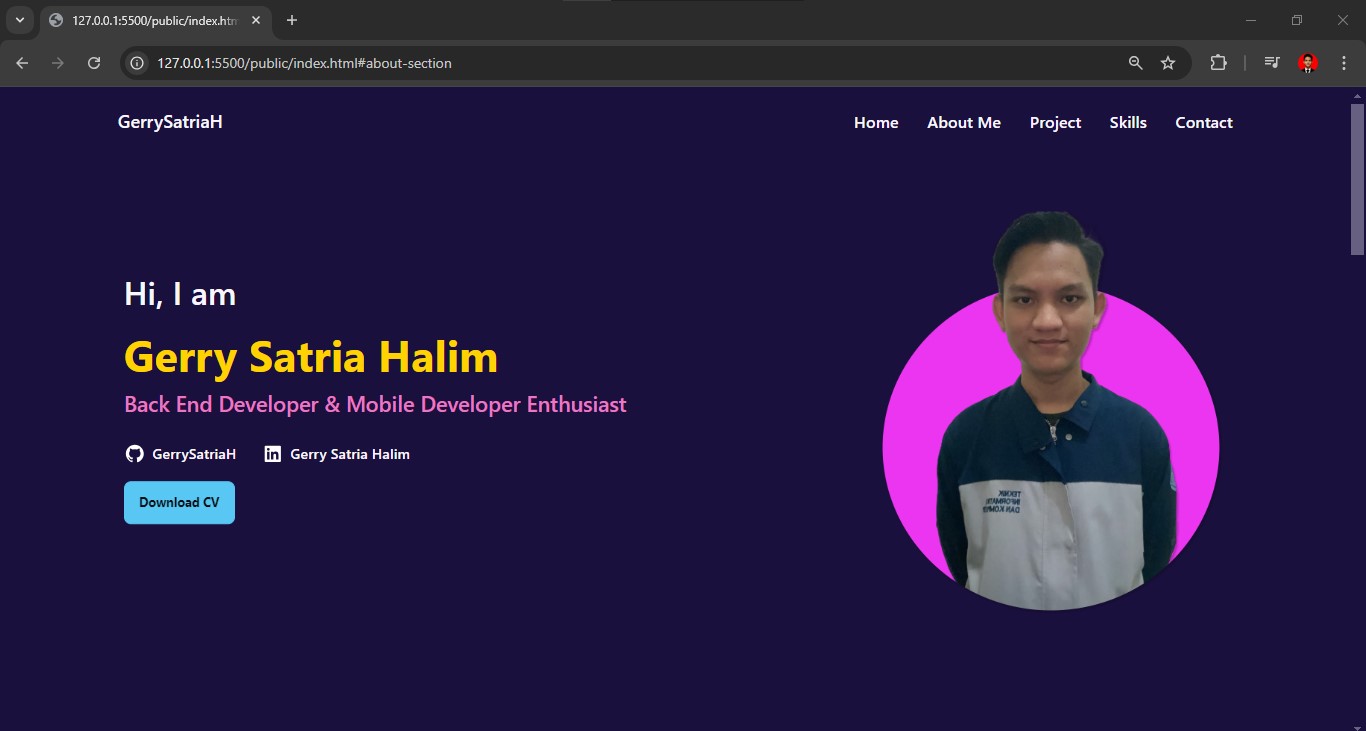 127.0.0.1:5500/public/index.htm
127.0.0.1:5500/public/index.html#about-section
GerrySatriaH
Home
About Me
Project
Skills
Contact
Hi, I am
Gerry Satria Halim
Back End Developer & Mobile Developer Enthusiast
GerrySatriaH
Gerry Satria Halim
Download CV
TEKNIK
DAN